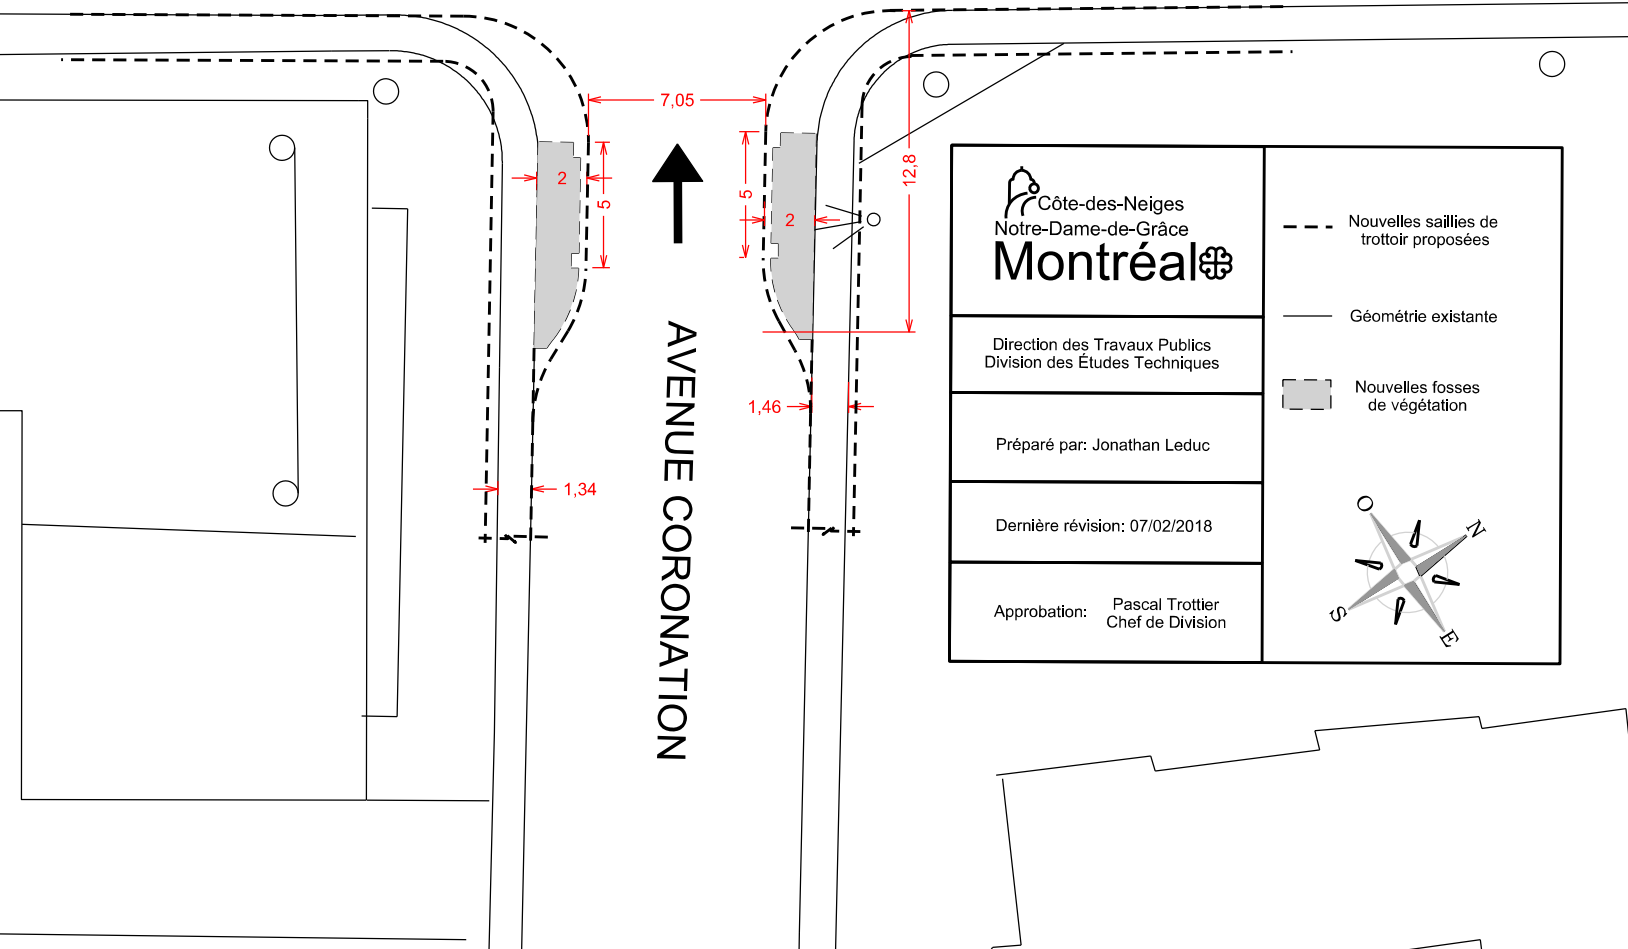 7,05
12,8
2
5
5
2
1,46
1,34
AVENUE CORONATION
Côte-des-Neiges
Notre-Dame-de-Grâce
Montréal
Direction des Travaux Publics
Division des Études Techniques
Préparé par: Jonathan Leduc
Dernière révision: 07/02/2018
Approbation: Pascal Trottier
Chef de Division
Nouvelles saillies de
trottoir proposées
Géométrie existante
Nouvelles fosses
de végétation
O
N
S
E